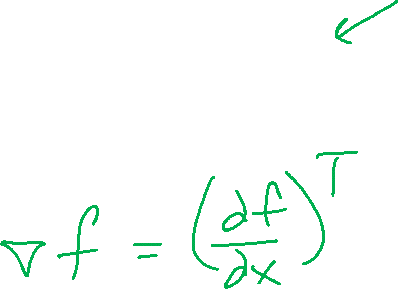 ∇f = (df/dx)^T